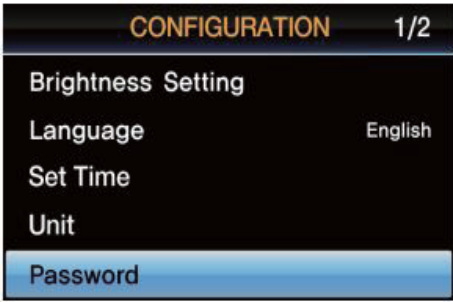 CONFIGURATION 1/2
Brightness Setting
Language English
Set Time
Unit
Password